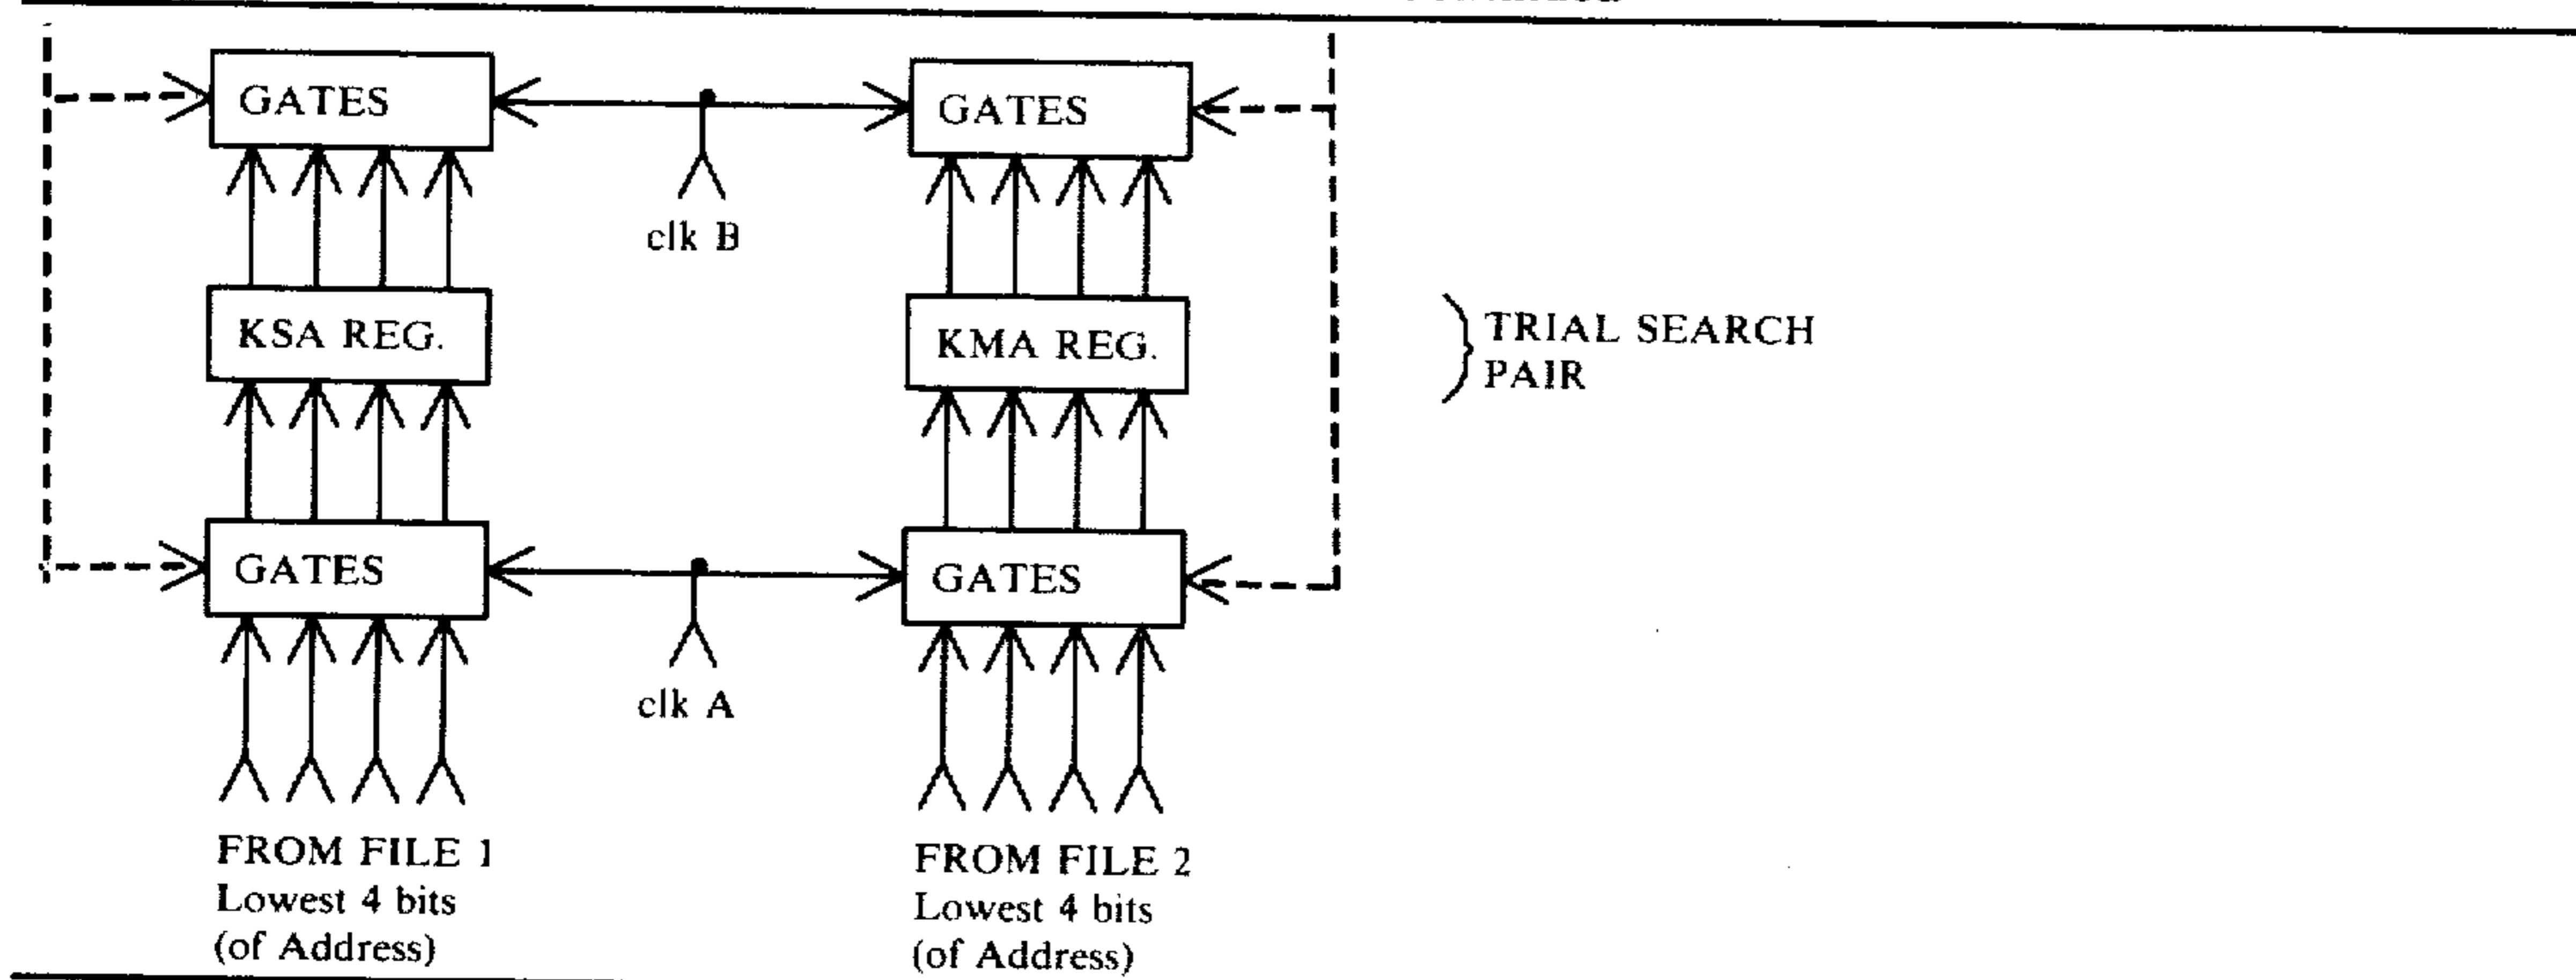 GATES
GATES
clk B
KSA REG.
KMA REG.
TRIAL SEARCH
PAIR
GATES
GATES
clk A
FROM FILE 1
Lowest 4 bits
(of Address)
FROM FILE 2
Lowest 4 bits
(of Address)